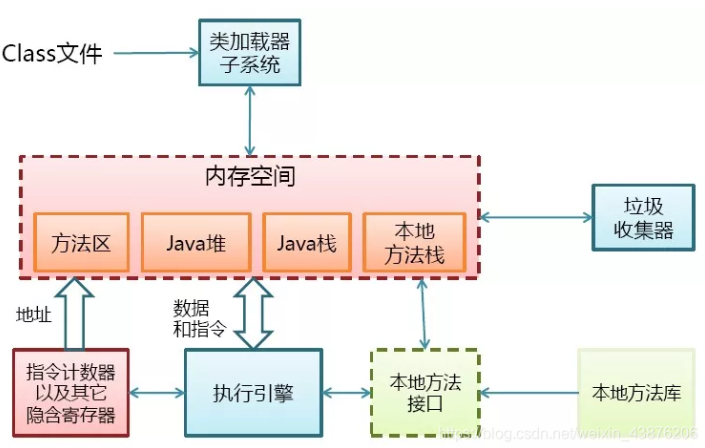 Class文件
类加载器
子系统
内存空间
方法区
Java堆
Java栈
本地
方法栈
垃圾
收集器
地址
数据
和指令
指令计数器
以及其它
隐含寄存器
执行引擎
本地方法
接口
本地方法库
https://blog.csdn.net/weixin_43876206